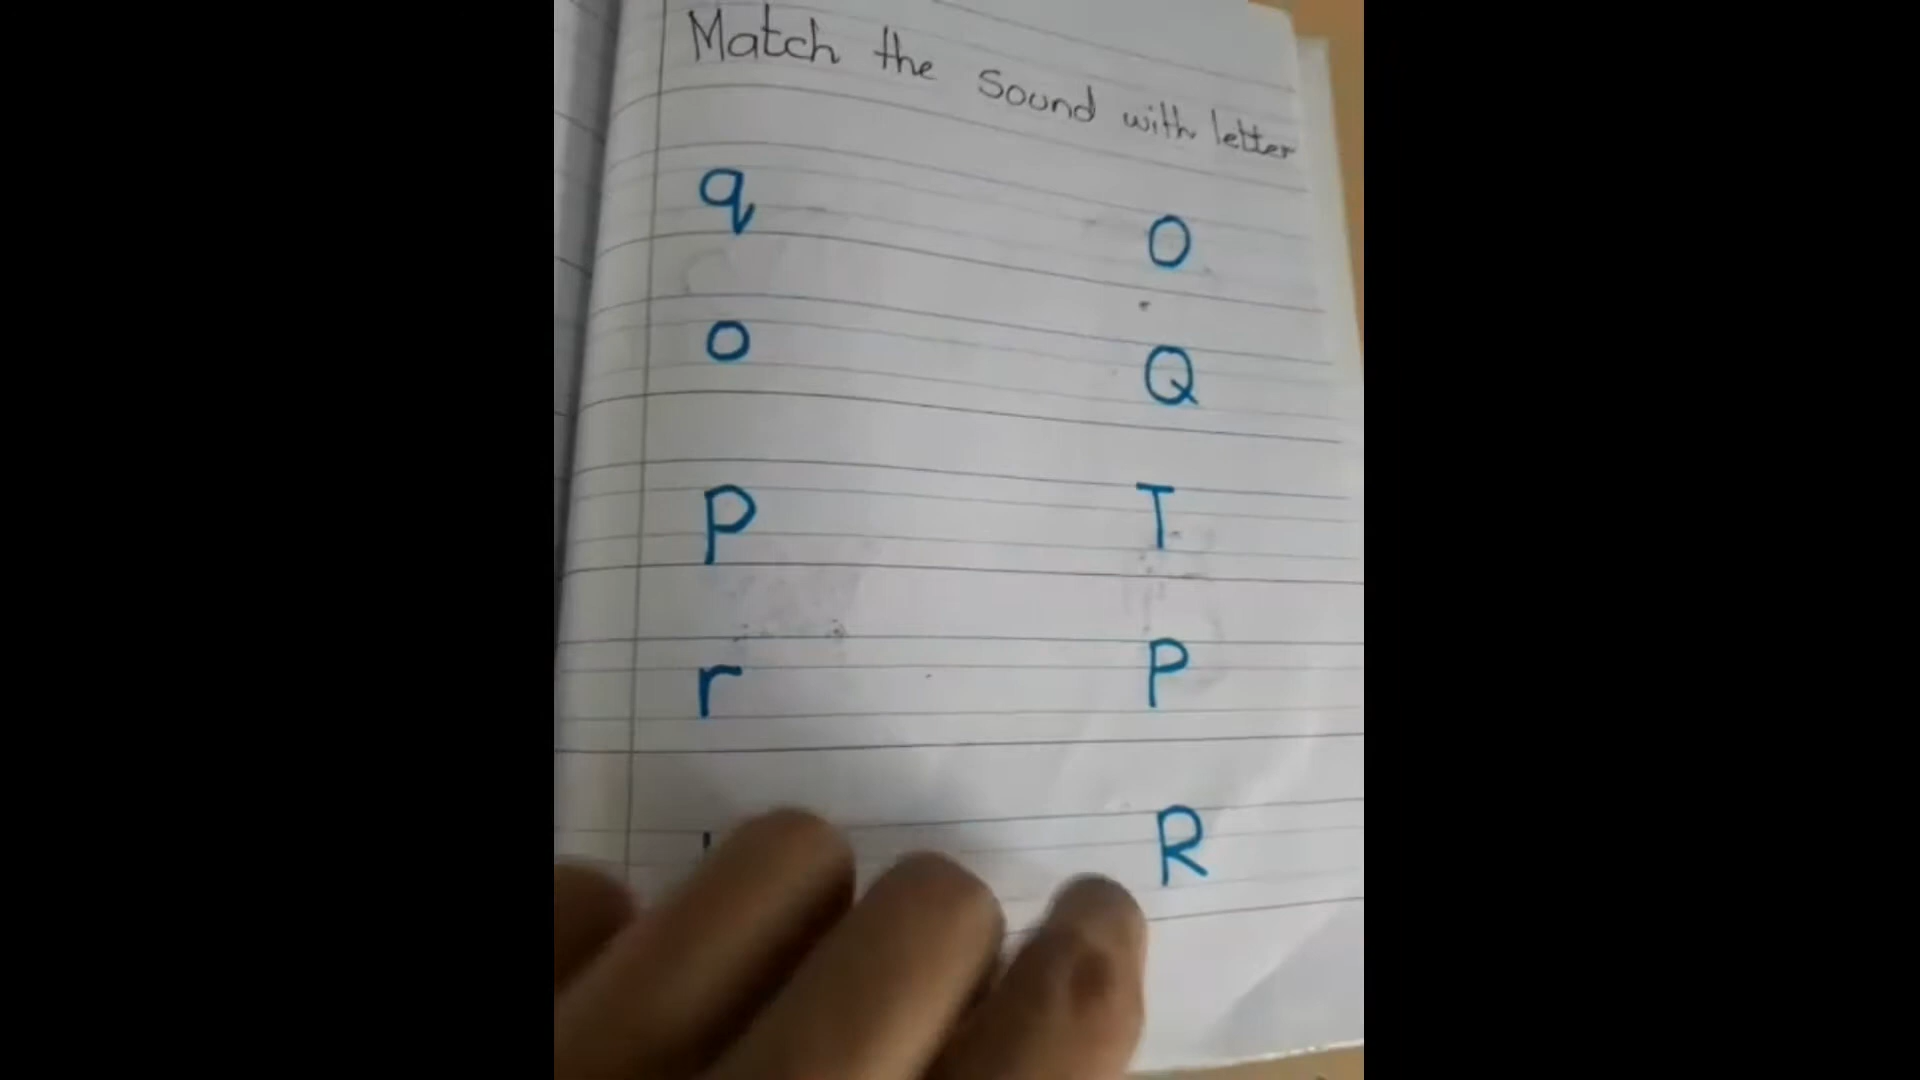 Match the Sound with letter
q O
o Q
p T
r P
R